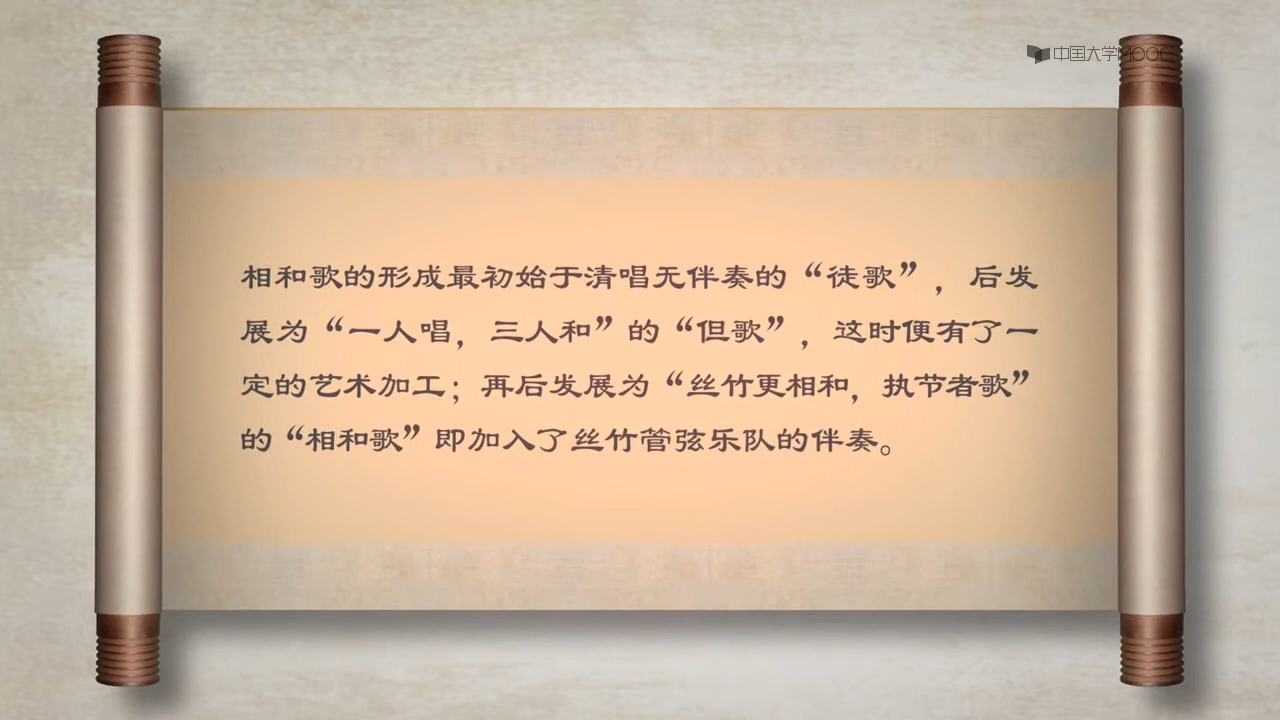 中国大学MOOC
相和歌的形成最初始于清唱无伴奏的“徒歌”，后发
展为“一人唱，三人和”的“但歌”，这时便有了一
定的艺术加工；再后发展为“丝竹更相和，执节者歌”
的“相和歌”即加入了丝竹管弦乐队的伴奏。